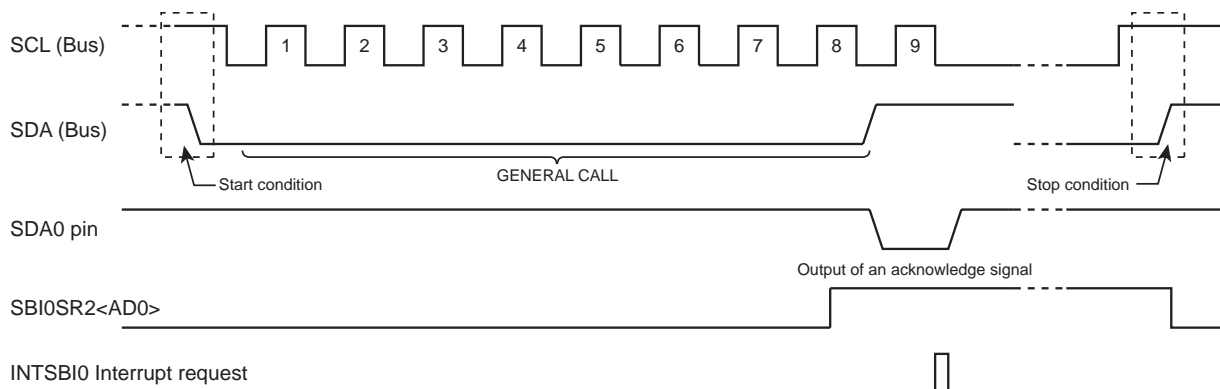 SCL (Bus)
1 2 3 4 5 6 7 8 9
SDA (Bus)
GENERAL CALL
Start condition
Stop condition
SDA0 pin
Output of an acknowledge signal
SBI0SR2<AD0>
INTSBI0 Interrupt request